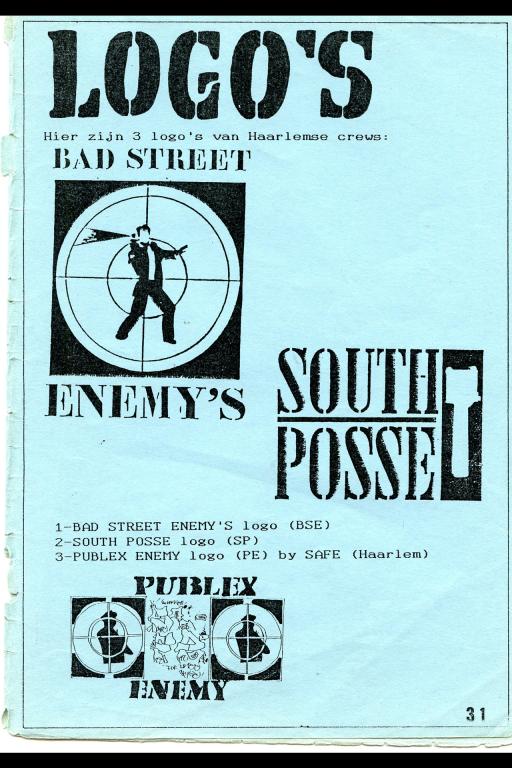 LOGO'S
Hier zijn 3 logo's van Haarlemse crews:
BAD STREET
ENEMY'S
SOUTH
POSSE
1-BAD STREET ENEMY'S logo (BSE)
2-SOUTH POSSE logo (SP)
3-PUBLEX ENEMY logo (PE) by SAFE (Haarlem)
PUBLEX
ENEMY
31